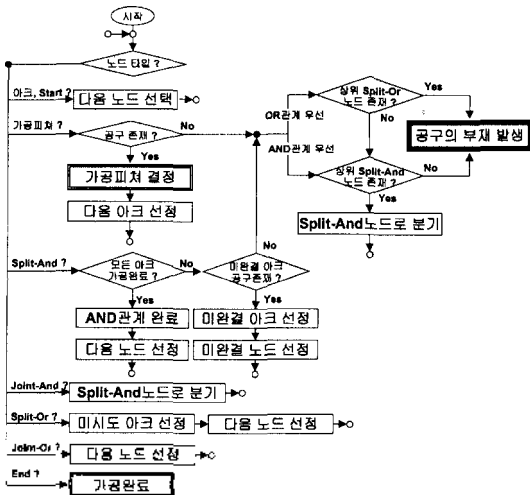 시작
노드 타입 ?
아크, Start ?
다음 노드 선택
가공피쳐 ?
공구 존재 ?
No
Yes
가공피쳐 결정
다음 아크 선정
OR관계 우선
AND관계 우선
상위 Split-Or
노드 존재 ?
Yes
No
공구의 부재 발생
상위 Split-And
노드 존재 ?
No
Yes
Split-And노드로 분기
Split-And ?
모든 아크
가공완료 ?
No
Yes
AND관계 완료
다음 노드 선정
No
미완결 아크
공구존재 ?
Yes
미완결 아크 선정
미완결 노드 선정
Joint-And ?
Split-And노드로 분기
Split-Or ?
미시도 아크 선정
다음 노드 선정
Joint-Or ?
다음 노드 선정
End ?
가공완료